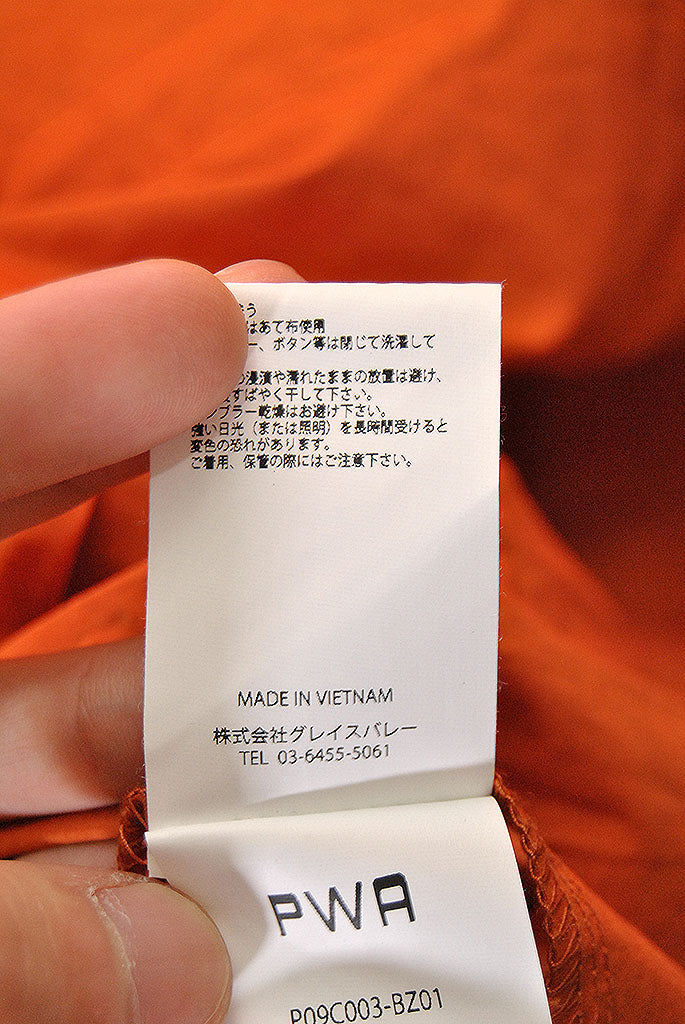 う
はあて布使用
ー、ボタン等は閉じて洗濯して
の浸漬や濡れたままの放置は避け、
すばやく干して下さい。
ンブラー乾燥はお避け下さい。
強い日光（または照明）を長時間受けると
変色の恐れがあります。
ご着用、保管の際にはご注意下さい。
MADE IN VIETNAM
株式会社グレイスバレー
TEL 03-6455-5061
PWA
P09C003-BZ01